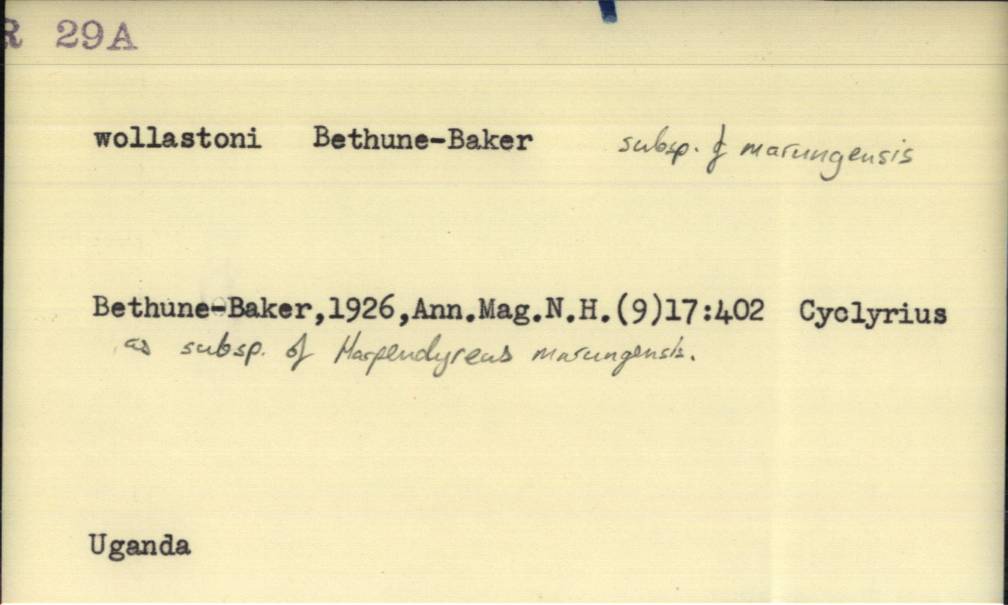 R 29A
wollastoni Bethune-Baker subsp. of marungensis
Bethune-Baker,1926,Ann.Mag.N.H.(9)17:402 Cyclyrius
as subsp. of Harpendyreus marungensis.
Uganda